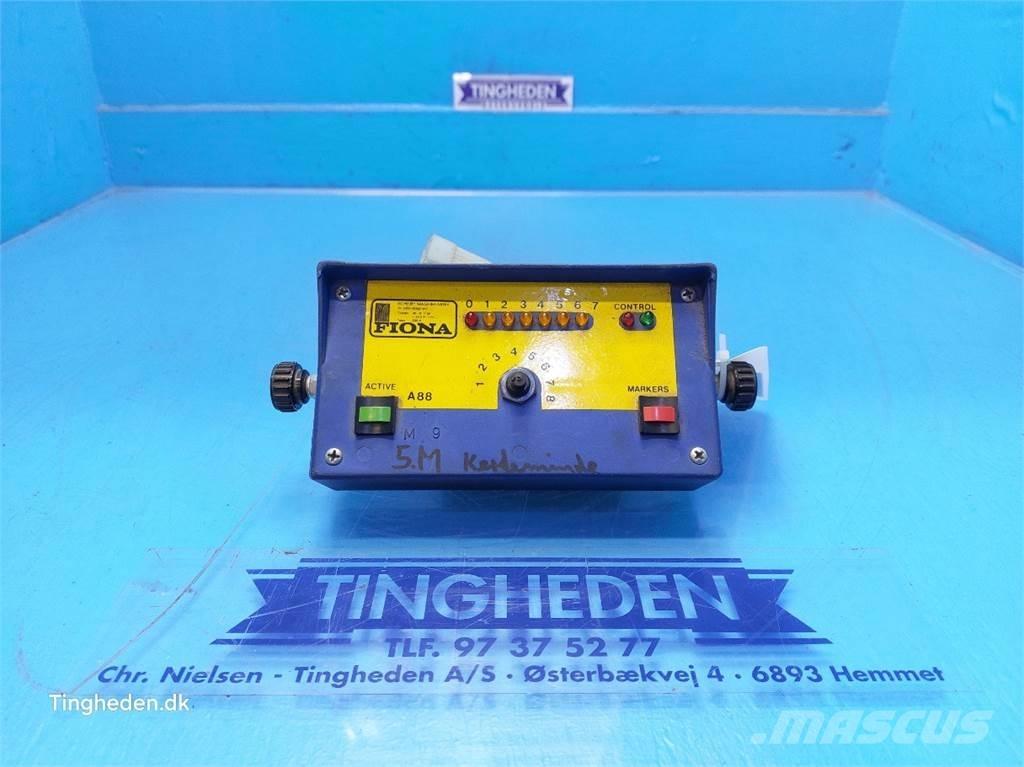 TINGHEDEN
0 1 2 3 4 5 6 7 CONTROL
FIONA
1 2 3 4 5 6 7 8
ACTIVE
A88
MARKERS
M 9
5.M Kerteminde
TINGHEDEN
TLF. 97 37 52 77
Chr. Nielsen - Tingheden A/S · Østerbækvej 4 · 6893 Hemmet
Tingheden.dk
MASCUS